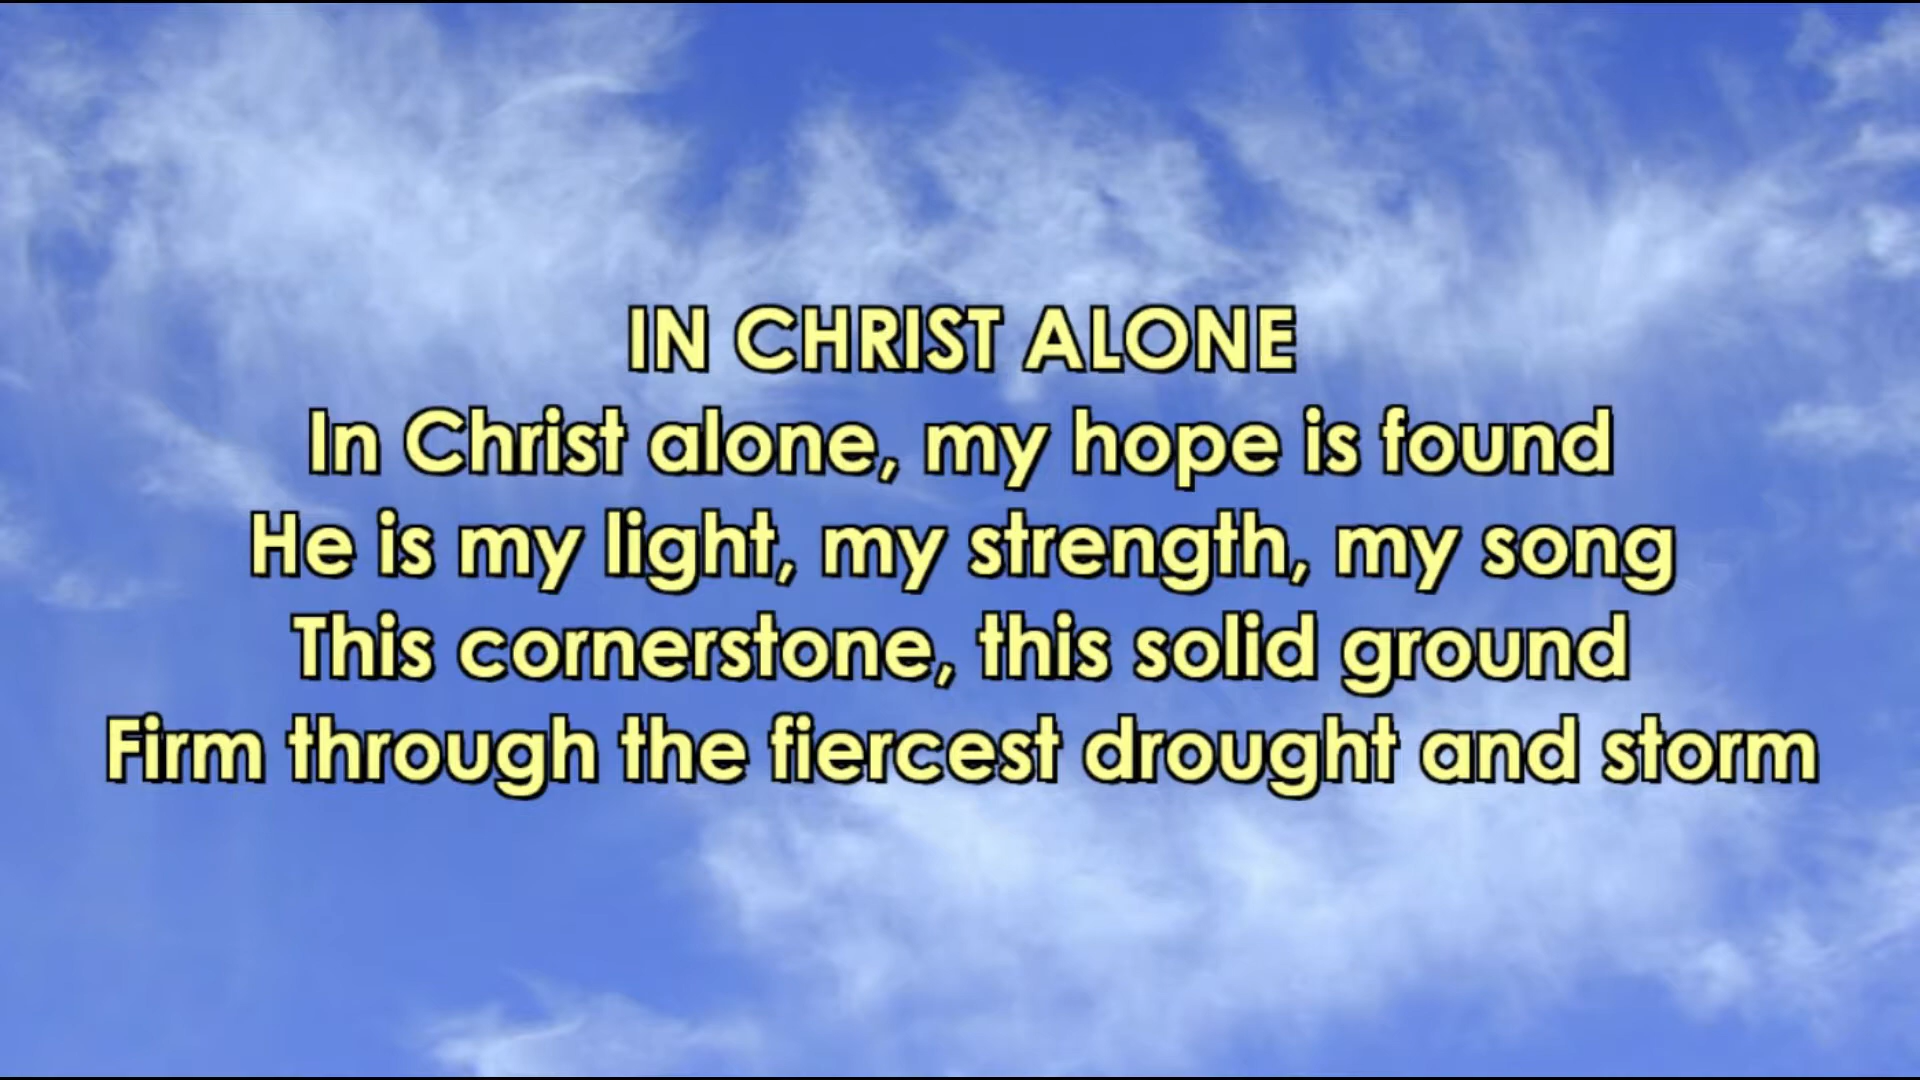 IN CHRIST ALONE
In Christ alone, my hope is found
He is my light, my strength, my song
This cornerstone, this solid ground
Firm through the fiercest drought and storm